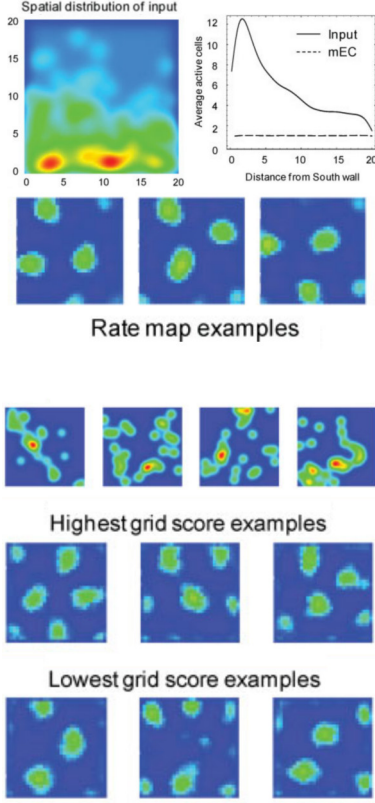 Spatial distribution of input
20
15
10
5
0
0 5 10 15 20
Average active cells
12
10
8
6
4
2
0
Input
mEC
0 5 10 15 20
Distance from South wall
Rate map examples
Highest grid score examples
Lowest grid score examples